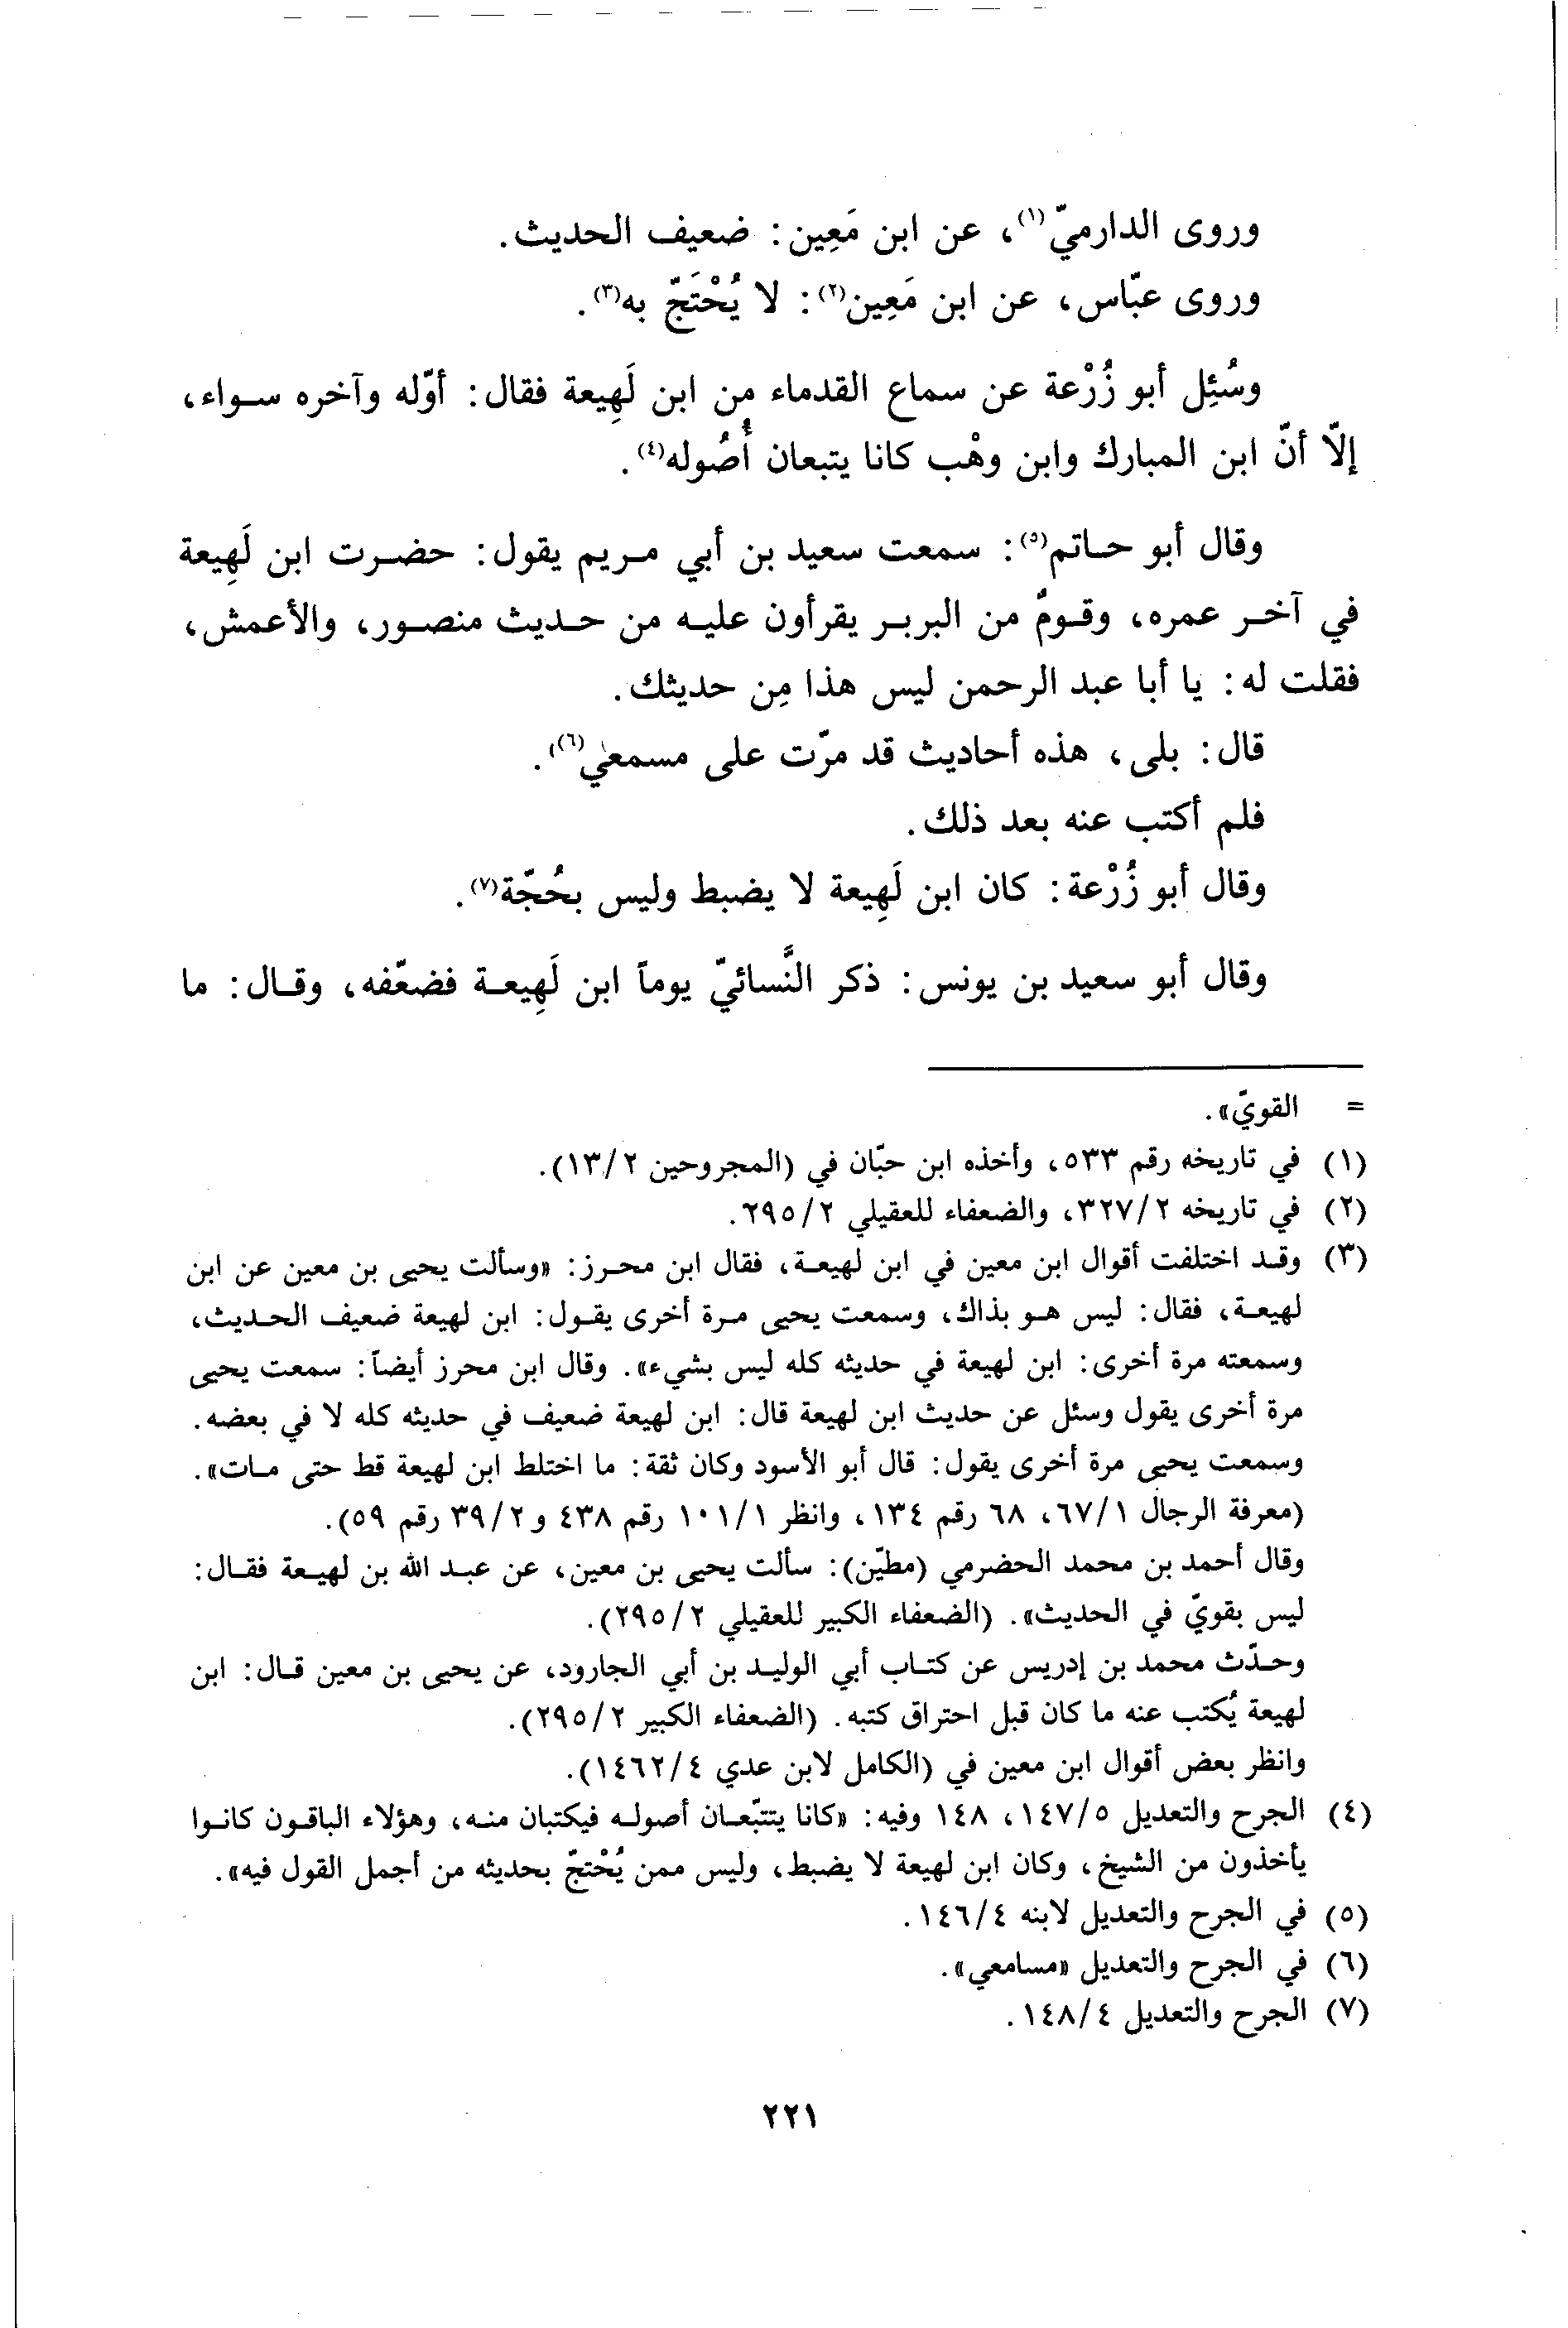 وروى الدارميّ(١)، عن ابن مَعِين: ضعيف الحديث.
وروى عبّاس، عن ابن مَعِين(٢): لا يُحْتَجّ به(٣).
وسُئِل أبو زُرْعة عن سماع القدماء من ابن لَهِيعة فقال: أوّله وآخره سواء،
إلّا أنّ ابن المبارك وابن وهْب كانا يتبعان أُصُوله(٤).
وقال أبو حاتم(٥): سمعت سعيد بن أبي مريم يقول: حضرت ابن لَهِيعة
في آخر عمره، وقومٌ من البربر يقرأون عليه من حديث منصور، والأعمش،
فقلت له: يا أبا عبد الرحمن ليس هذا مِن حديثك.
قال: بلى، هذه أحاديث قد مرّت على مسمعي(٦).
فلم أكتب عنه بعد ذلك.
وقال أبو زُرْعة: كان ابن لَهِيعة لا يضبط وليس بحُجّة(٧).
وقال أبو سعيد بن يونس: ذكر النَّسائيّ يوماً ابن لَهِيعة فضعّفه، وقال: ما
= القويّ».
(١) في تاريخه رقم ٥٣٣، وأخذه ابن حبّان في (المجروحين ١٣/٢).
(٢) في تاريخه ٣٢٧/٢، والضعفاء للعقيلي ٢٩٥/٢.
(٣) وقد اختلفت أقوال ابن معين في ابن لهيعة، فقال ابن محرز: «وسألت يحيى بن معين عن ابن
لهيعة، فقال: ليس هو بذاك، وسمعت يحيى مرة أخرى يقول: ابن لهيعة ضعيف الحديث،
وسمعته مرة أخرى: ابن لهيعة في حديثه كله ليس بشيء». وقال ابن محرز أيضاً: سمعت يحيى
مرة أخرى يقول وسئل عن حديث ابن لهيعة قال: ابن لهيعة ضعيف في حديثه كله لا في بعضه.
وسمعت يحيى مرة أخرى يقول: قال أبو الأسود وكان ثقة: ما اختلط ابن لهيعة قط حتى مات».
(معرفة الرجال ٦٧/١، ٦٨ رقم ١٣٤، وانظر ١٠١/١ رقم ٤٣٨ و ٣٩/٢ رقم ٥٩).
وقال أحمد بن محمد الحضرمي (مطيّن): سألت يحيى بن معين، عن عبد الله بن لهيعة فقال:
ليس بقويّ في الحديث». (الضعفاء الكبير للعقيلي ٢٩٥/٢).
وحدّث محمد بن إدريس عن كتاب أبي الوليد بن أبي الجارود، عن يحيى بن معين قال: ابن
لهيعة يُكتب عنه ما كان قبل احتراق كتبه. (الضعفاء الكبير ٢٩٥/٢).
وانظر بعض أقوال ابن معين في (الكامل لابن عدي ١٤٦٢/٤).
(٤) الجرح والتعديل ١٤٧/٥، ١٤٨ وفيه: «كانا يتتبّعان أصوله فيكتبان منه، وهؤلاء الباقون كانوا
يأخذون من الشيخ، وكان ابن لهيعة لا يضبط، وليس ممن يُحْتجّ بحديثه من أجمل القول فيه».
(٥) في الجرح والتعديل لابنه ١٤٦/٤.
(٦) في الجرح والتعديل «مسامعي».
(٧) الجرح والتعديل ١٤٨/٤.
٢٢١